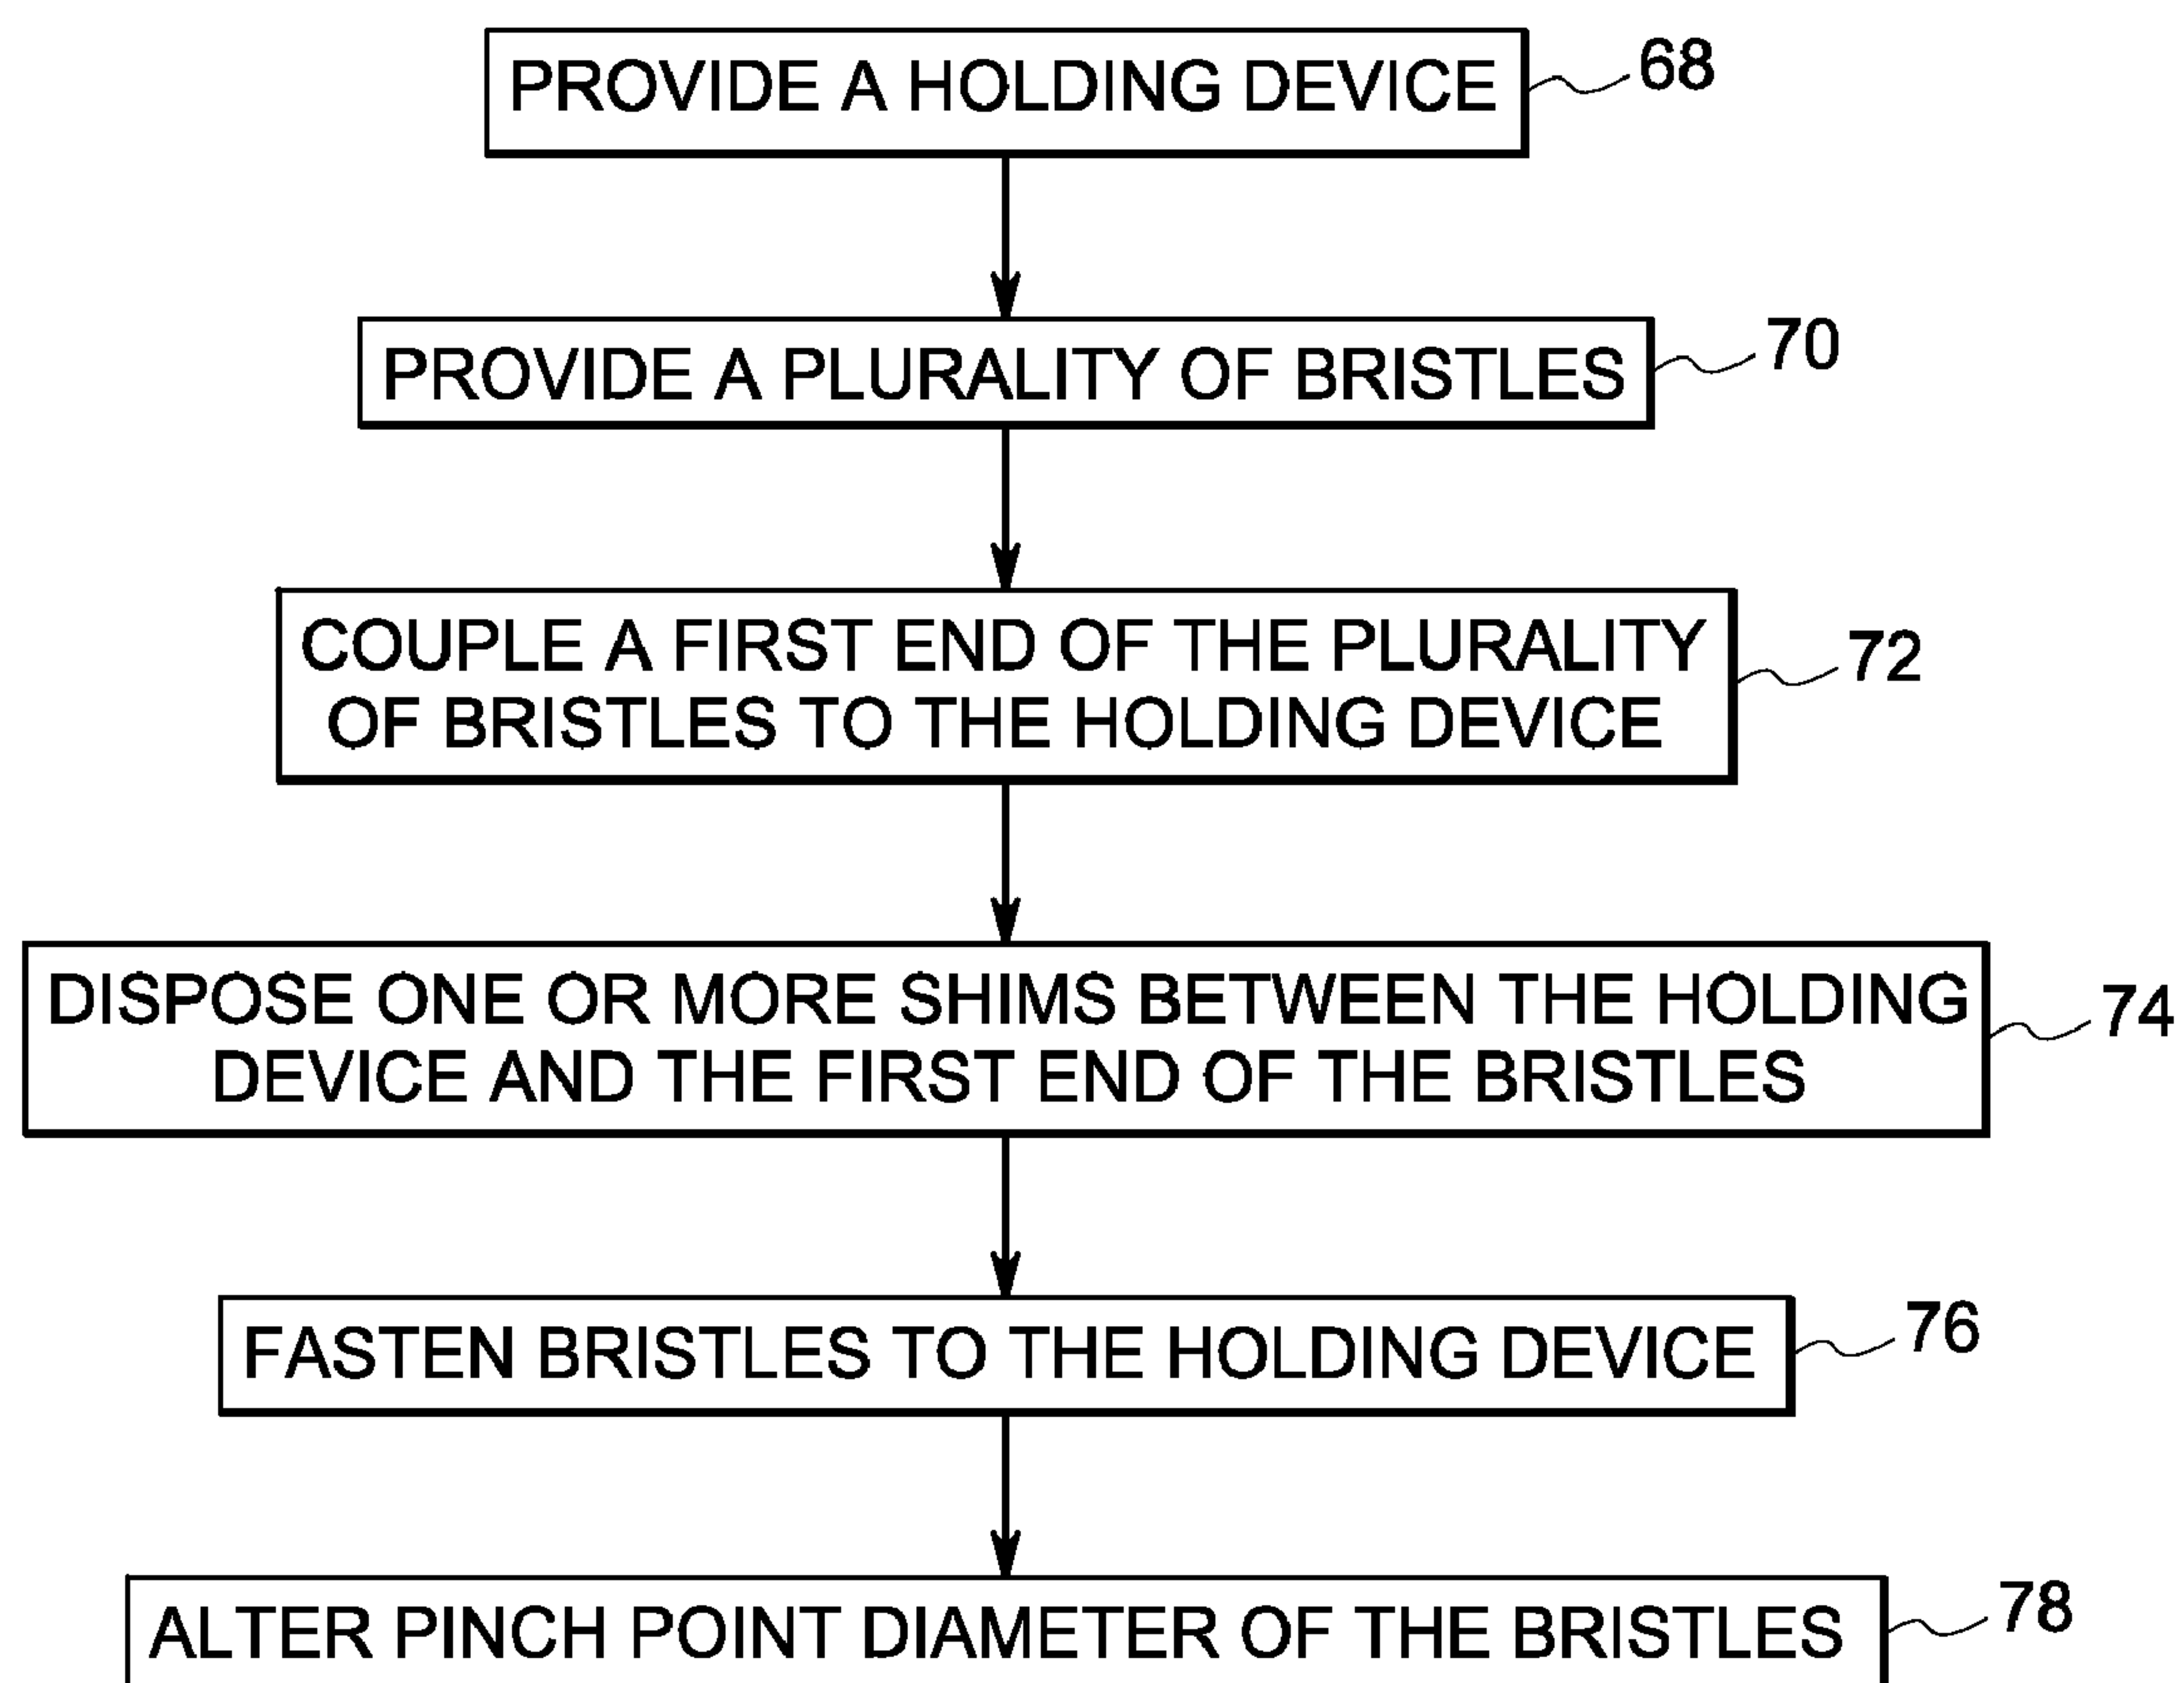 PROVIDE A HOLDING DEVICE
68
PROVIDE A PLURALITY OF BRISTLES
70
COUPLE A FIRST END OF THE PLURALITY
OF BRISTLES TO THE HOLDING DEVICE
72
DISPOSE ONE OR MORE SHIMS BETWEEN THE HOLDING
DEVICE AND THE FIRST END OF THE BRISTLES
74
FASTEN BRISTLES TO THE HOLDING DEVICE
76
ALTER PINCH POINT DIAMETER OF THE BRISTLES
78